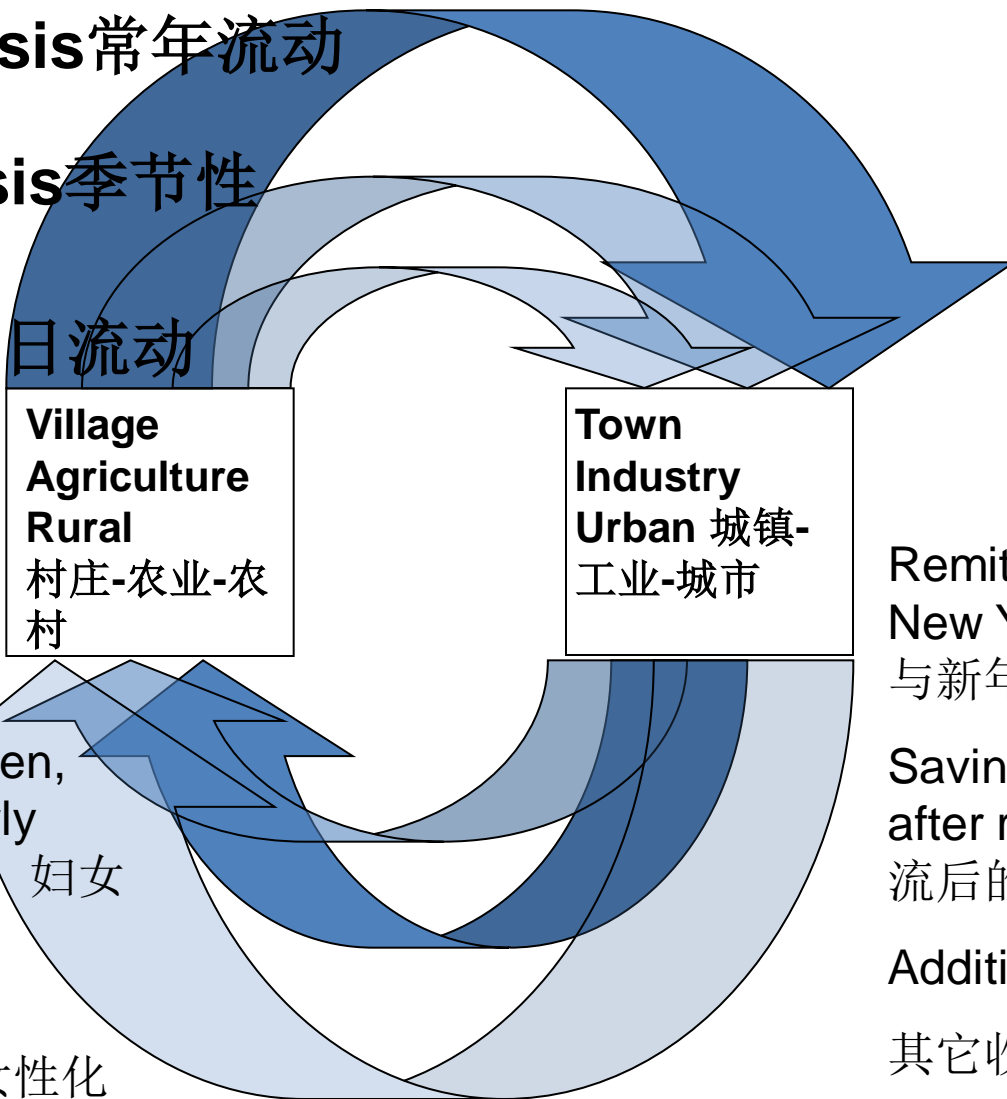 sis常年流动
sis季节性
日流动
Village
Agriculture
Rural
村庄-农业-农
村
Town
Industry
Urban 城镇-
工业-城市
Remit
New Y
与新年
en,
ly
妇女
Savin
after r
流后的
Additi
其它收
女性化